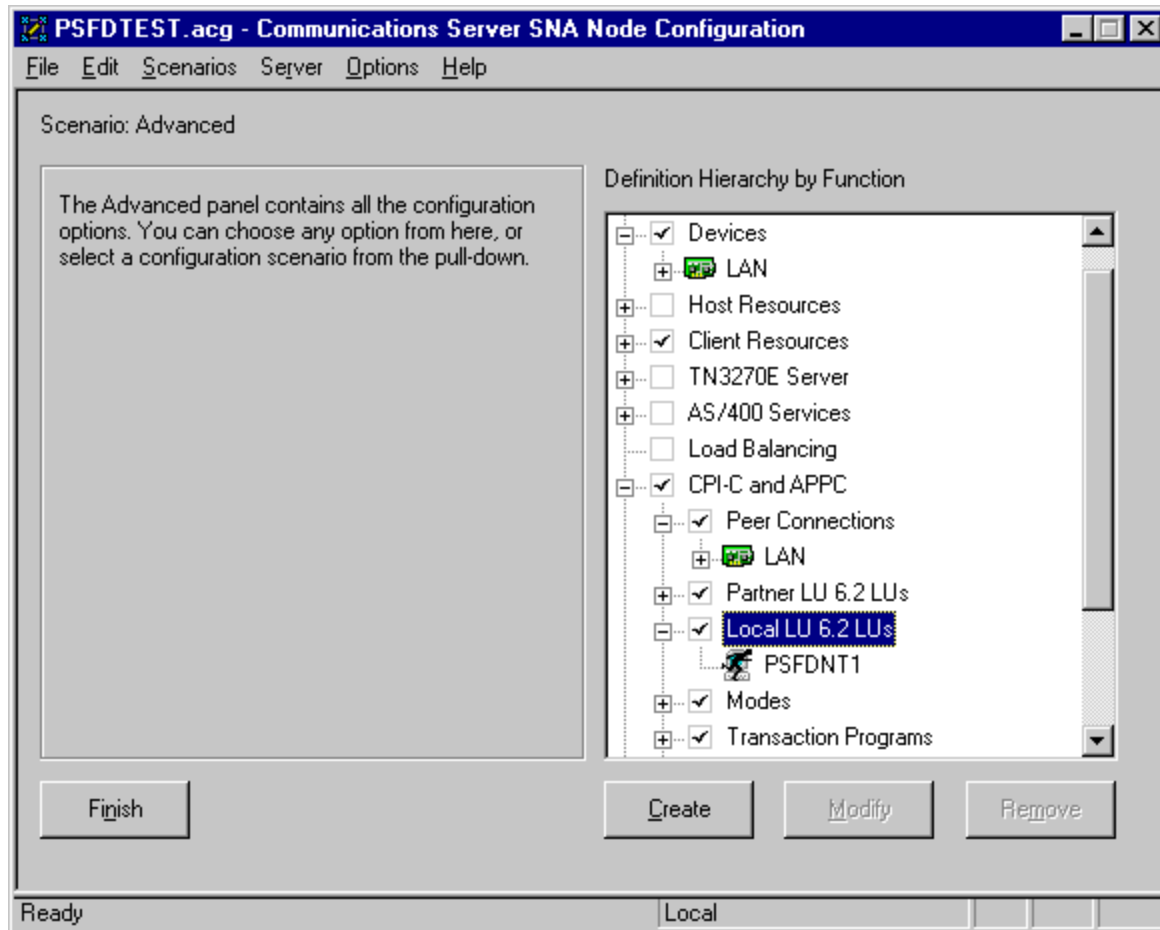 PSFDTEST.acg - Communications Server SNA Node Configuration
File Edit Scenarios Server Options Help
Scenario: Advanced
The Advanced panel contains all the configuration
options. You can choose any option from here, or
select a configuration scenario from the pull-down.
Definition Hierarchy by Function
Devices
LAN
Host Resources
Client Resources
TN3270E Server
AS/400 Services
Load Balancing
CPI-C and APPC
Peer Connections
LAN
Partner LU 6.2 LUs
Local LU 6.2 LUs
PSFDNT1
Modes
Transaction Programs
Finish
Create Modify Remove
Ready Local